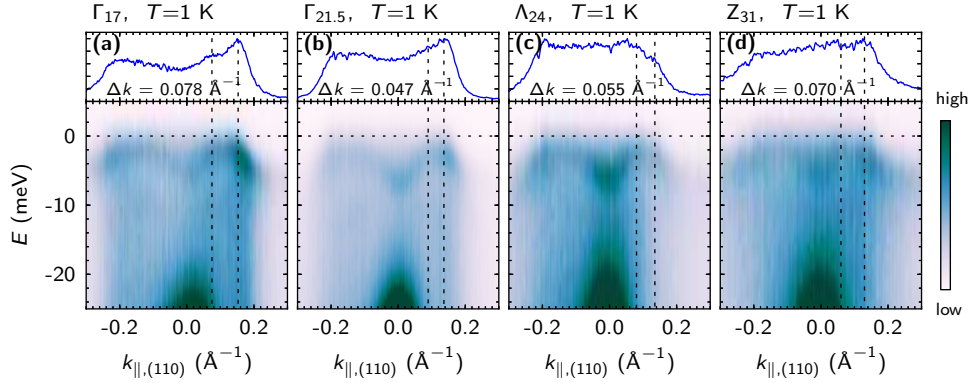 Γ17, T=1 K
Γ21.5, T=1 K
Λ24, T=1 K
Z31, T=1 K
(a)
(b)
(c)
(d)
Δk = 0.078 Å−1
Δk = 0.047 Å−1
Δk = 0.055 Å−1
Δk = 0.070 Å−1
high
low
E (meV)
0
-10
-20
-0.2 0.0 0.2
-0.2 0.0 0.2
-0.2 0.0 0.2
-0.2 0.0 0.2
k∥,(110) (Å−1)
k∥,(110) (Å−1)
k∥,(110) (Å−1)
k∥,(110) (Å−1)